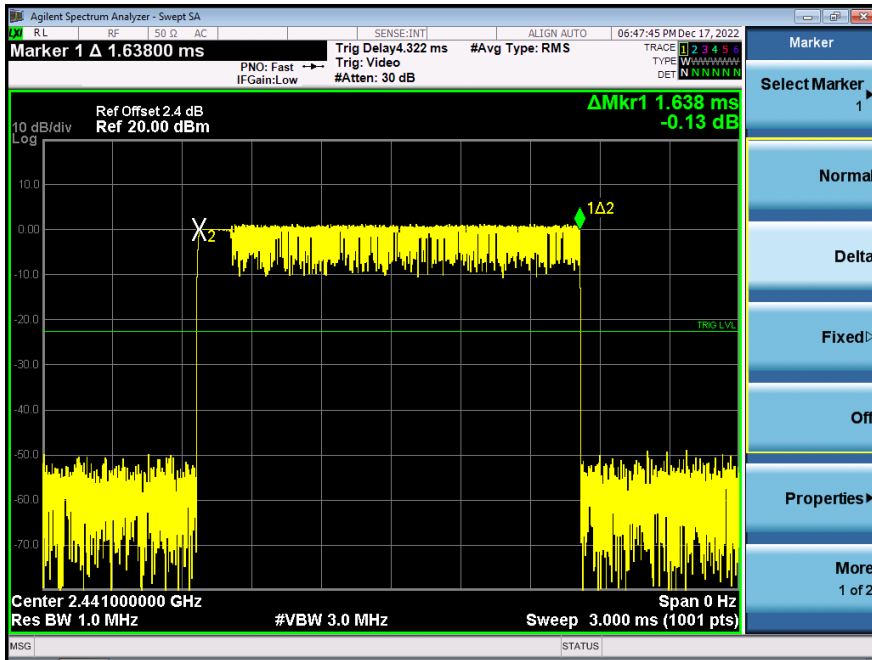 Agilent Spectrum Analyzer - Swept SA
LXI RL RF 50 Ω AC SENSE:INT ALIGN AUTO 06:47:45 PM Dec 17, 2022
Marker 1 Δ 1.63800 ms
Trig Delay4.322 ms #Avg Type: RMS TRACE 1 2 3 4 5 6
PNO: Fast Trig: Video TYPE WWWWWW
IFGain:Low #Atten: 30 dB DET N N N N N N
Marker
Select Marker
1
Normal
Delta
Fixed
Off
Properties
More
1 of 2
ΔMkr1 1.638 ms
-0.13 dB
Ref Offset 2.4 dB
10 dB/div Ref 20.00 dBm
Log
10.0
0.00
-10.0
-20.0
-30.0
-40.0
-50.0
-60.0
-70.0
X2
1Δ2
TRIG LVL
Center 2.441000000 GHz Span 0 Hz
Res BW 1.0 MHz #VBW 3.0 MHz Sweep 3.000 ms (1001 pts)
MSG STATUS